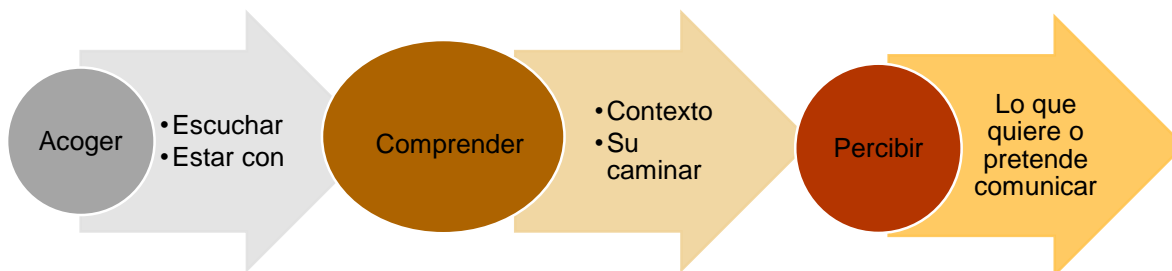 Acoger
•Escuchar
•Estar con
Comprender
•Contexto
•Su
caminar
Percibir
Lo que
quiere o
pretende
comunicar